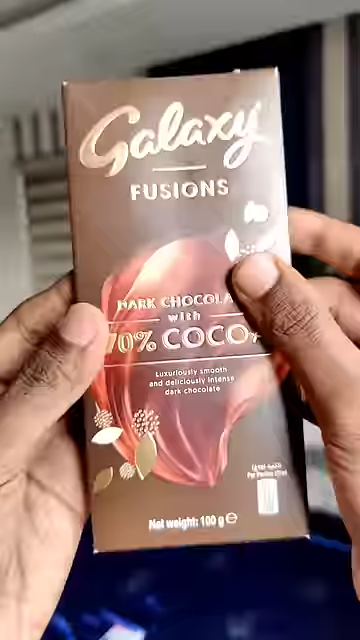 Galaxy
FUSIONS
DARK CHOCOLA
with
70% COCO
Luxuriously smooth
and deliciously intense
dark chocolate
Net weight: 100 g ℮